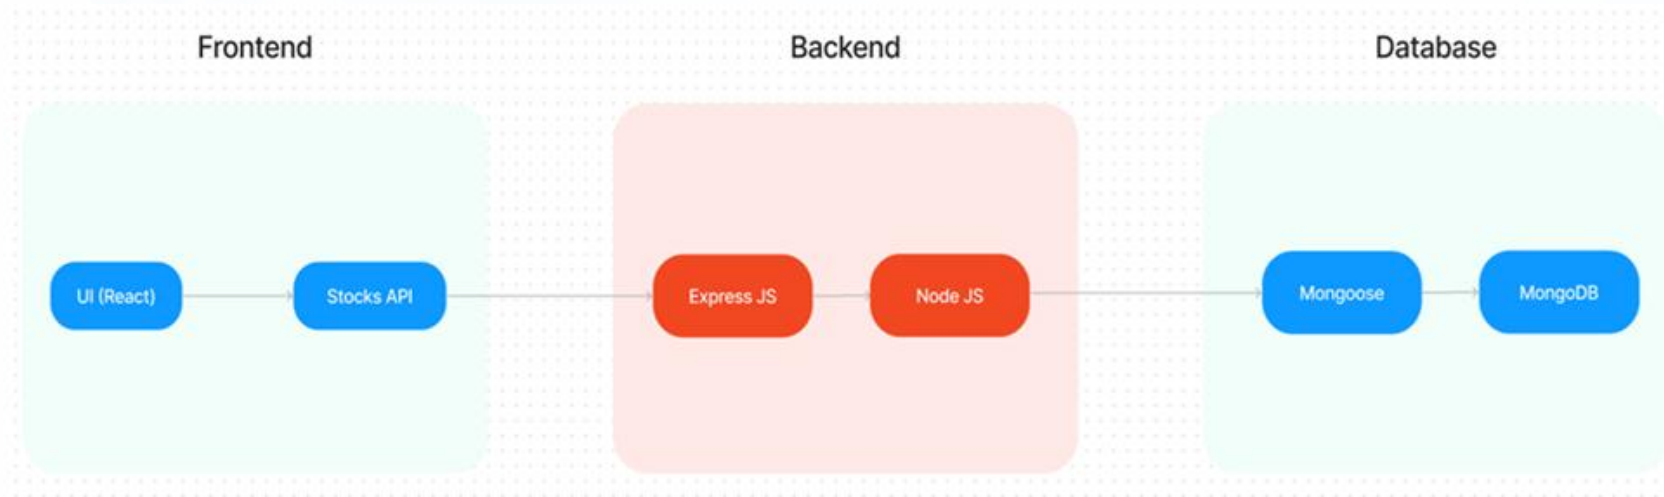 Frontend
Backend
Database
UI (React)
Stocks API
Express JS
Node JS
Mongoose
MongoDB